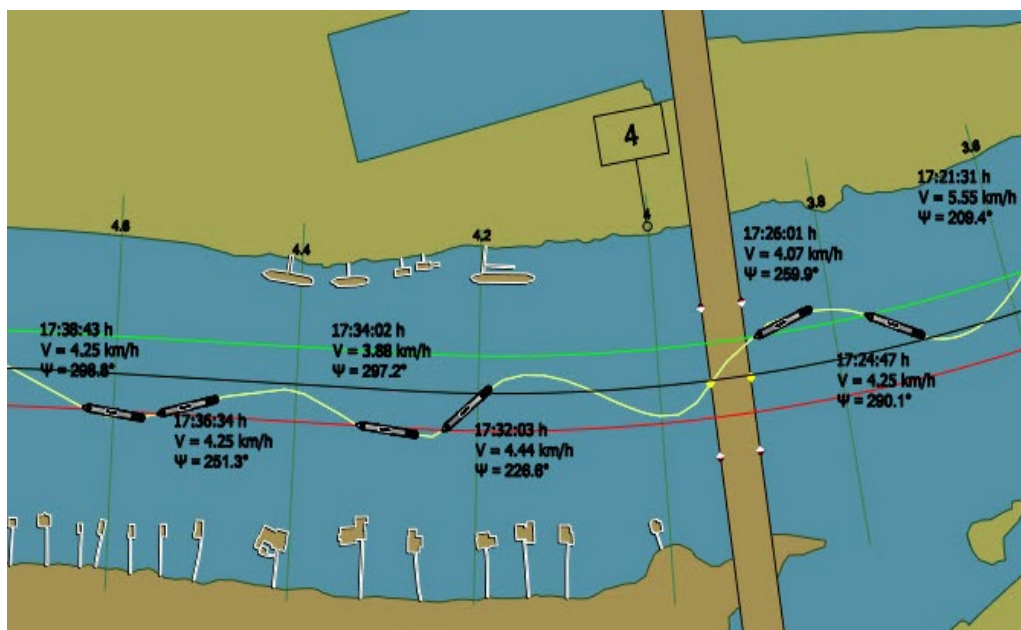 4
3.6
17:21:31 h
V = 5.55 km/h
Ψ = 209.4°
3.8
4
4.2
4.4
4.6
17:26:01 h
V = 4.07 km/h
Ψ = 259.9°
17:38:43 h
V = 4.25 km/h
Ψ = 298.8°
17:34:02 h
V = 3.88 km/h
Ψ = 297.2°
17:24:47 h
V = 4.25 km/h
Ψ = 290.1°
17:36:34 h
V = 4.25 km/h
Ψ = 251.3°
17:32:03 h
V = 4.44 km/h
Ψ = 226.6°